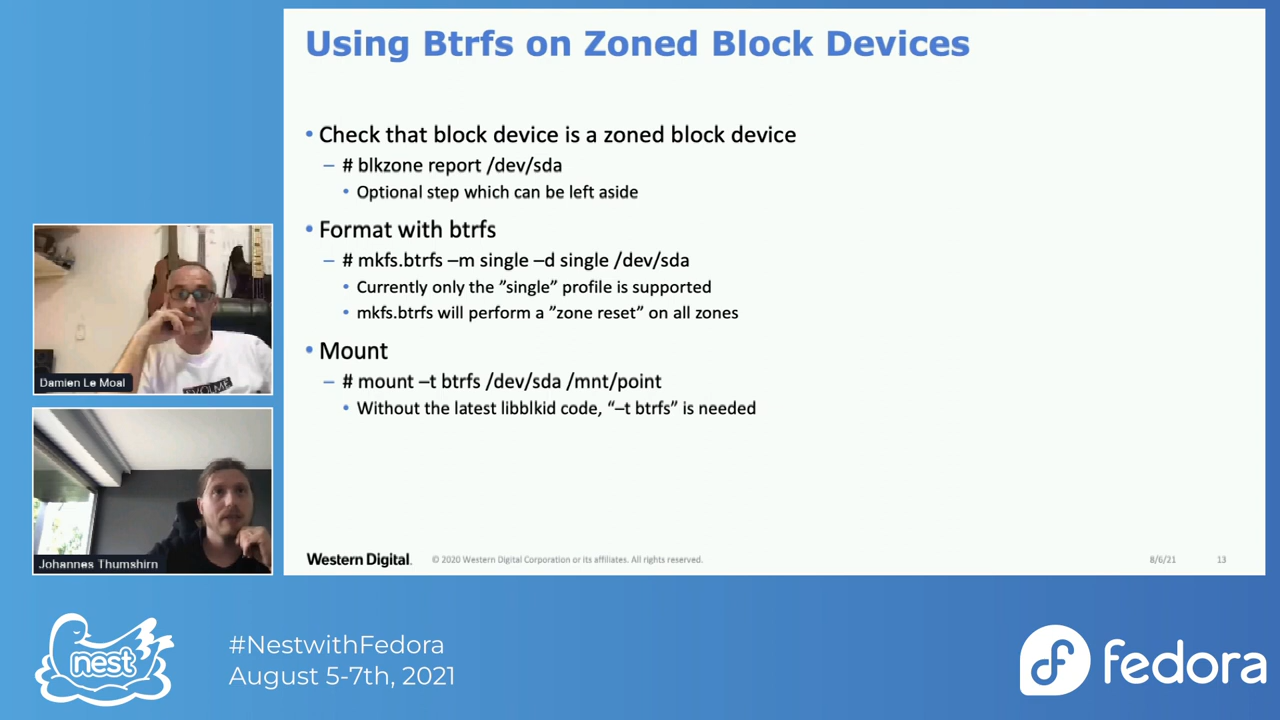 Using Btrfs on Zoned Block Devices
• Check that block device is a zoned block device
– # blkzone report /dev/sda
• Optional step which can be left aside
• Format with btrfs
– # mkfs.btrfs –m single –d single /dev/sda
• Currently only the ”single” profile is supported
• mkfs.btrfs will perform a ”zone reset” on all zones
• Mount
– # mount –t btrfs /dev/sda /mnt/point
• Without the latest libblkid code, “–t btrfs” is needed
Western Digital.
© 2020 Western Digital Corporation or its affiliates. All rights reserved.
8/6/21
13
Damien Le Moal
Johannes Thumshirn
nest
#NestwithFedora
August 5-7th, 2021
fedora